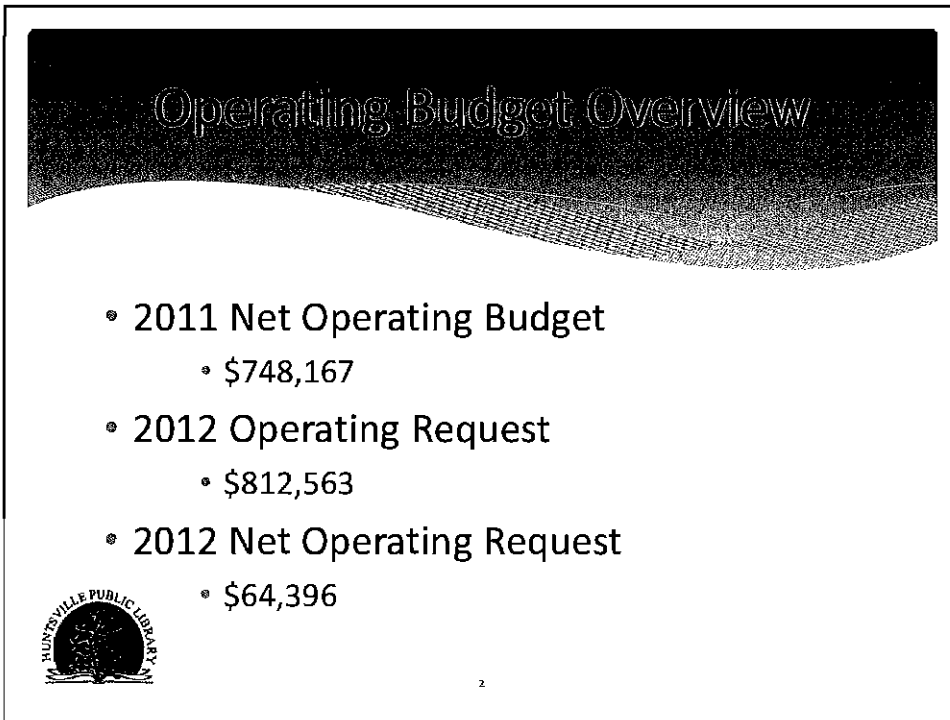 Operating Budget Overview
• 2011 Net Operating Budget
• $748,167
• 2012 Operating Request
• $812,563
• 2012 Net Operating Request
• $64,396
HUNTSVILLE PUBLIC LIBRARY
2